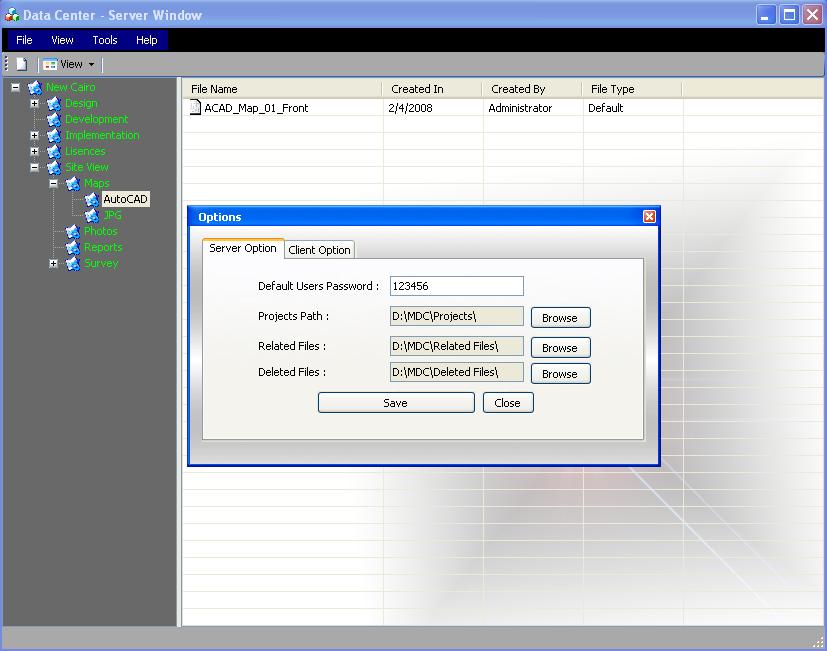 Data Center - Server Window
File View Tools Help
View
New Cairo
Design
Development
Implementation
Lisences
Site View
Maps
AutoCAD
JPG
Photos
Reports
Survey
File Name Created In Created By File Type
ACAD_Map_01_Front 2/4/2008 Administrator Default
Options
Server Option Client Option
Default Users Password : 123456
Projects Path : D:\MDC\Projects\ Browse
Related Files : D:\MDC\Related Files\ Browse
Deleted Files : D:\MDC\Deleted Files\ Browse
Save Close